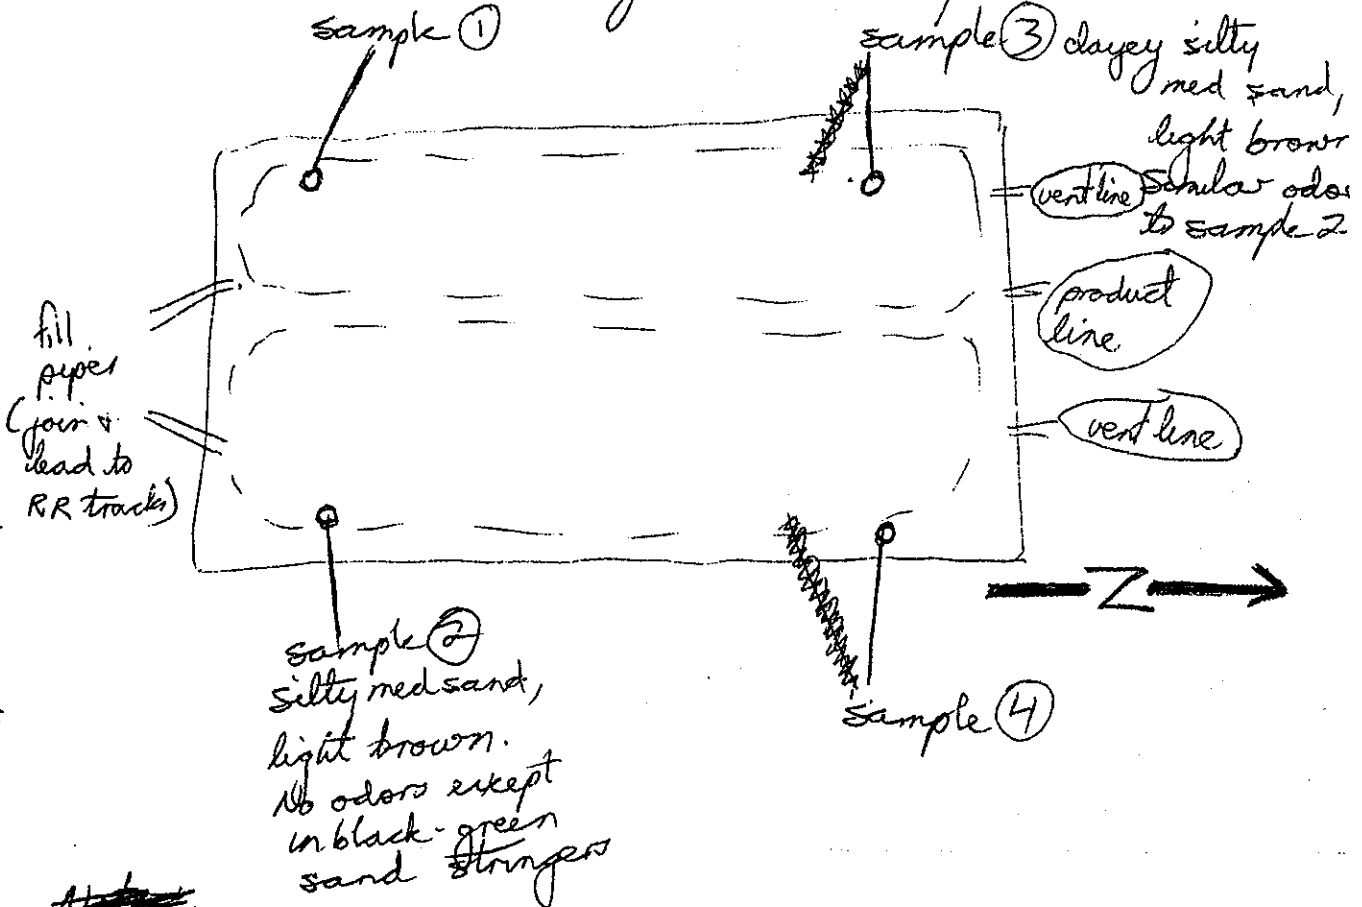 sample ①
sample ③ clayey silty
med sand,
light brown
Similar odor
to sample 2
vent line
product
line
vent line
fill
pipes
(join &
lead to
RR tracks)
N
sample ②
silty med sand,
light brown.
No odors except
in black-green
sand stringers
sample ④